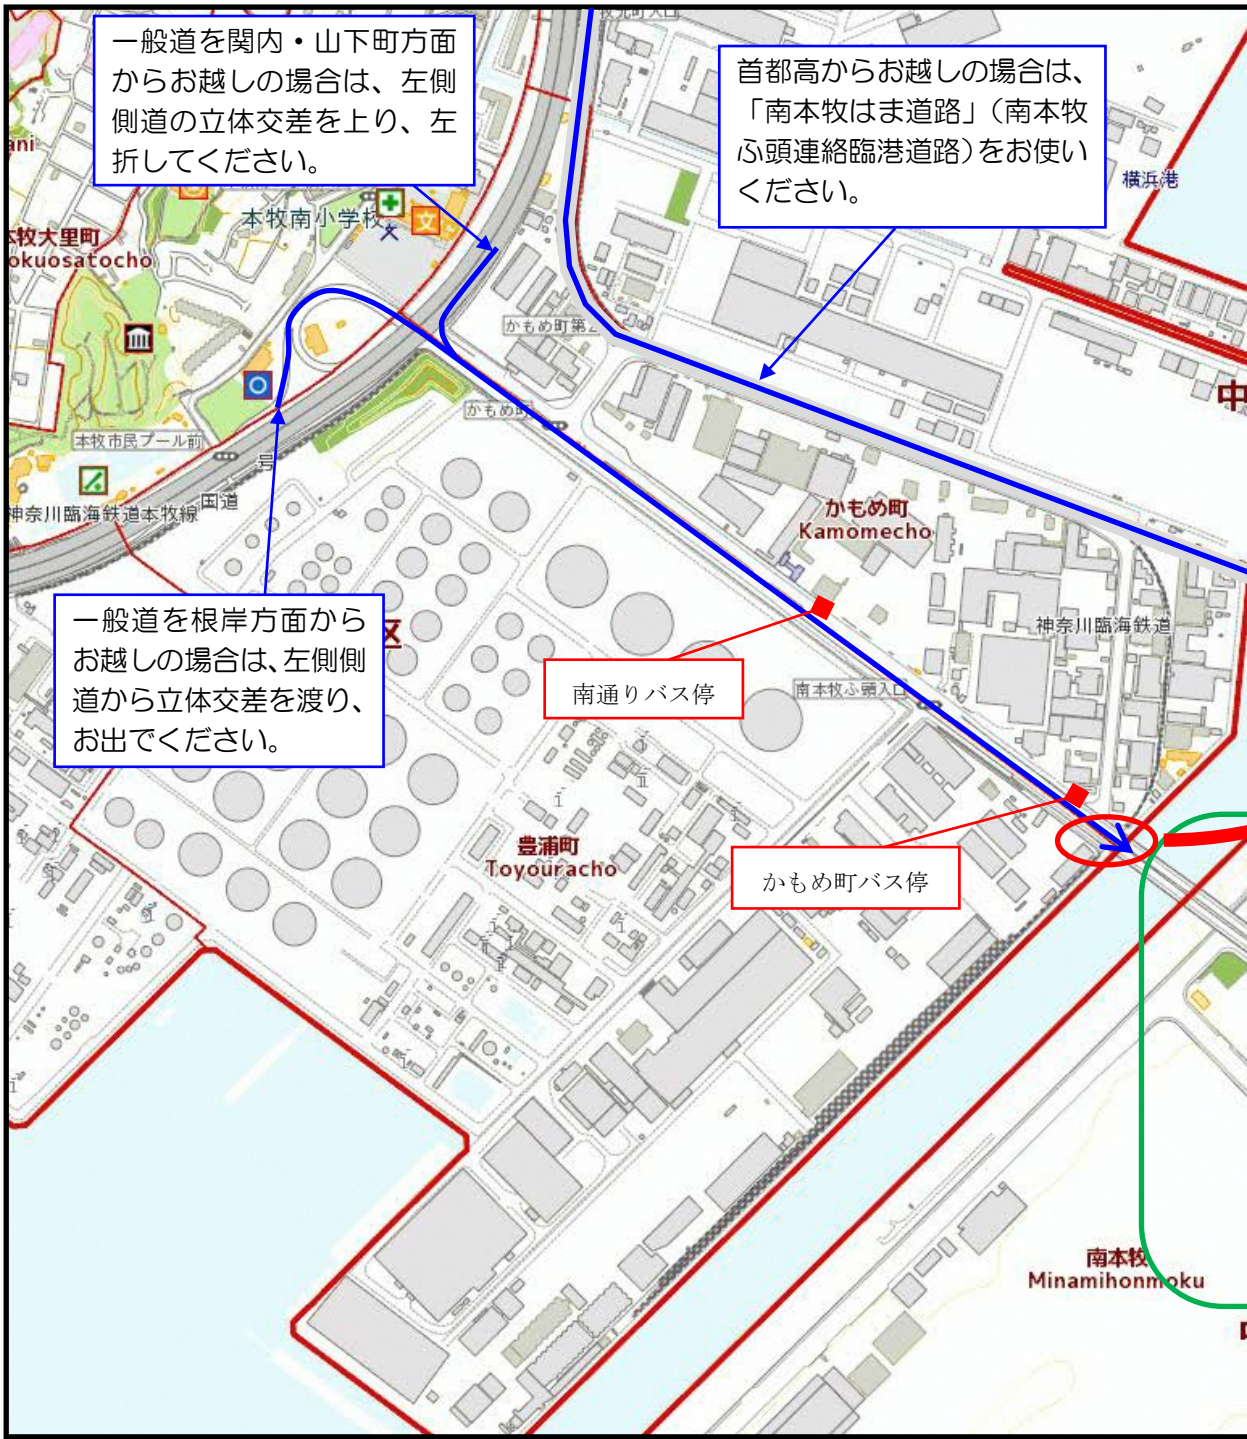 一般道を関内・山下町方面
からお越しの場合は、左側
側道の立体交差を上り、左
折してください。
首都高からお越しの場合は、
「南本牧はま道路」（南本牧
ふ頭連絡臨港道路）をお使い
ください。
横浜港
ani
本牧南小学校
文
牧大里町
okuosatocho
かもめ町第2
中
かもめ町
本牧市民プール前
号
国道
神奈川臨海鉄道本牧線
かもめ町
Kamomecho
一般道を根岸方面から
お越しの場合は、左側側
道から立体交差を渡り、
お出でください。
区
神奈川臨海鉄道
南通りバス停
南本牧ふ頭入口
豊浦町
Toyouracho
かもめ町バス停
南本牧
Minamihonmoku